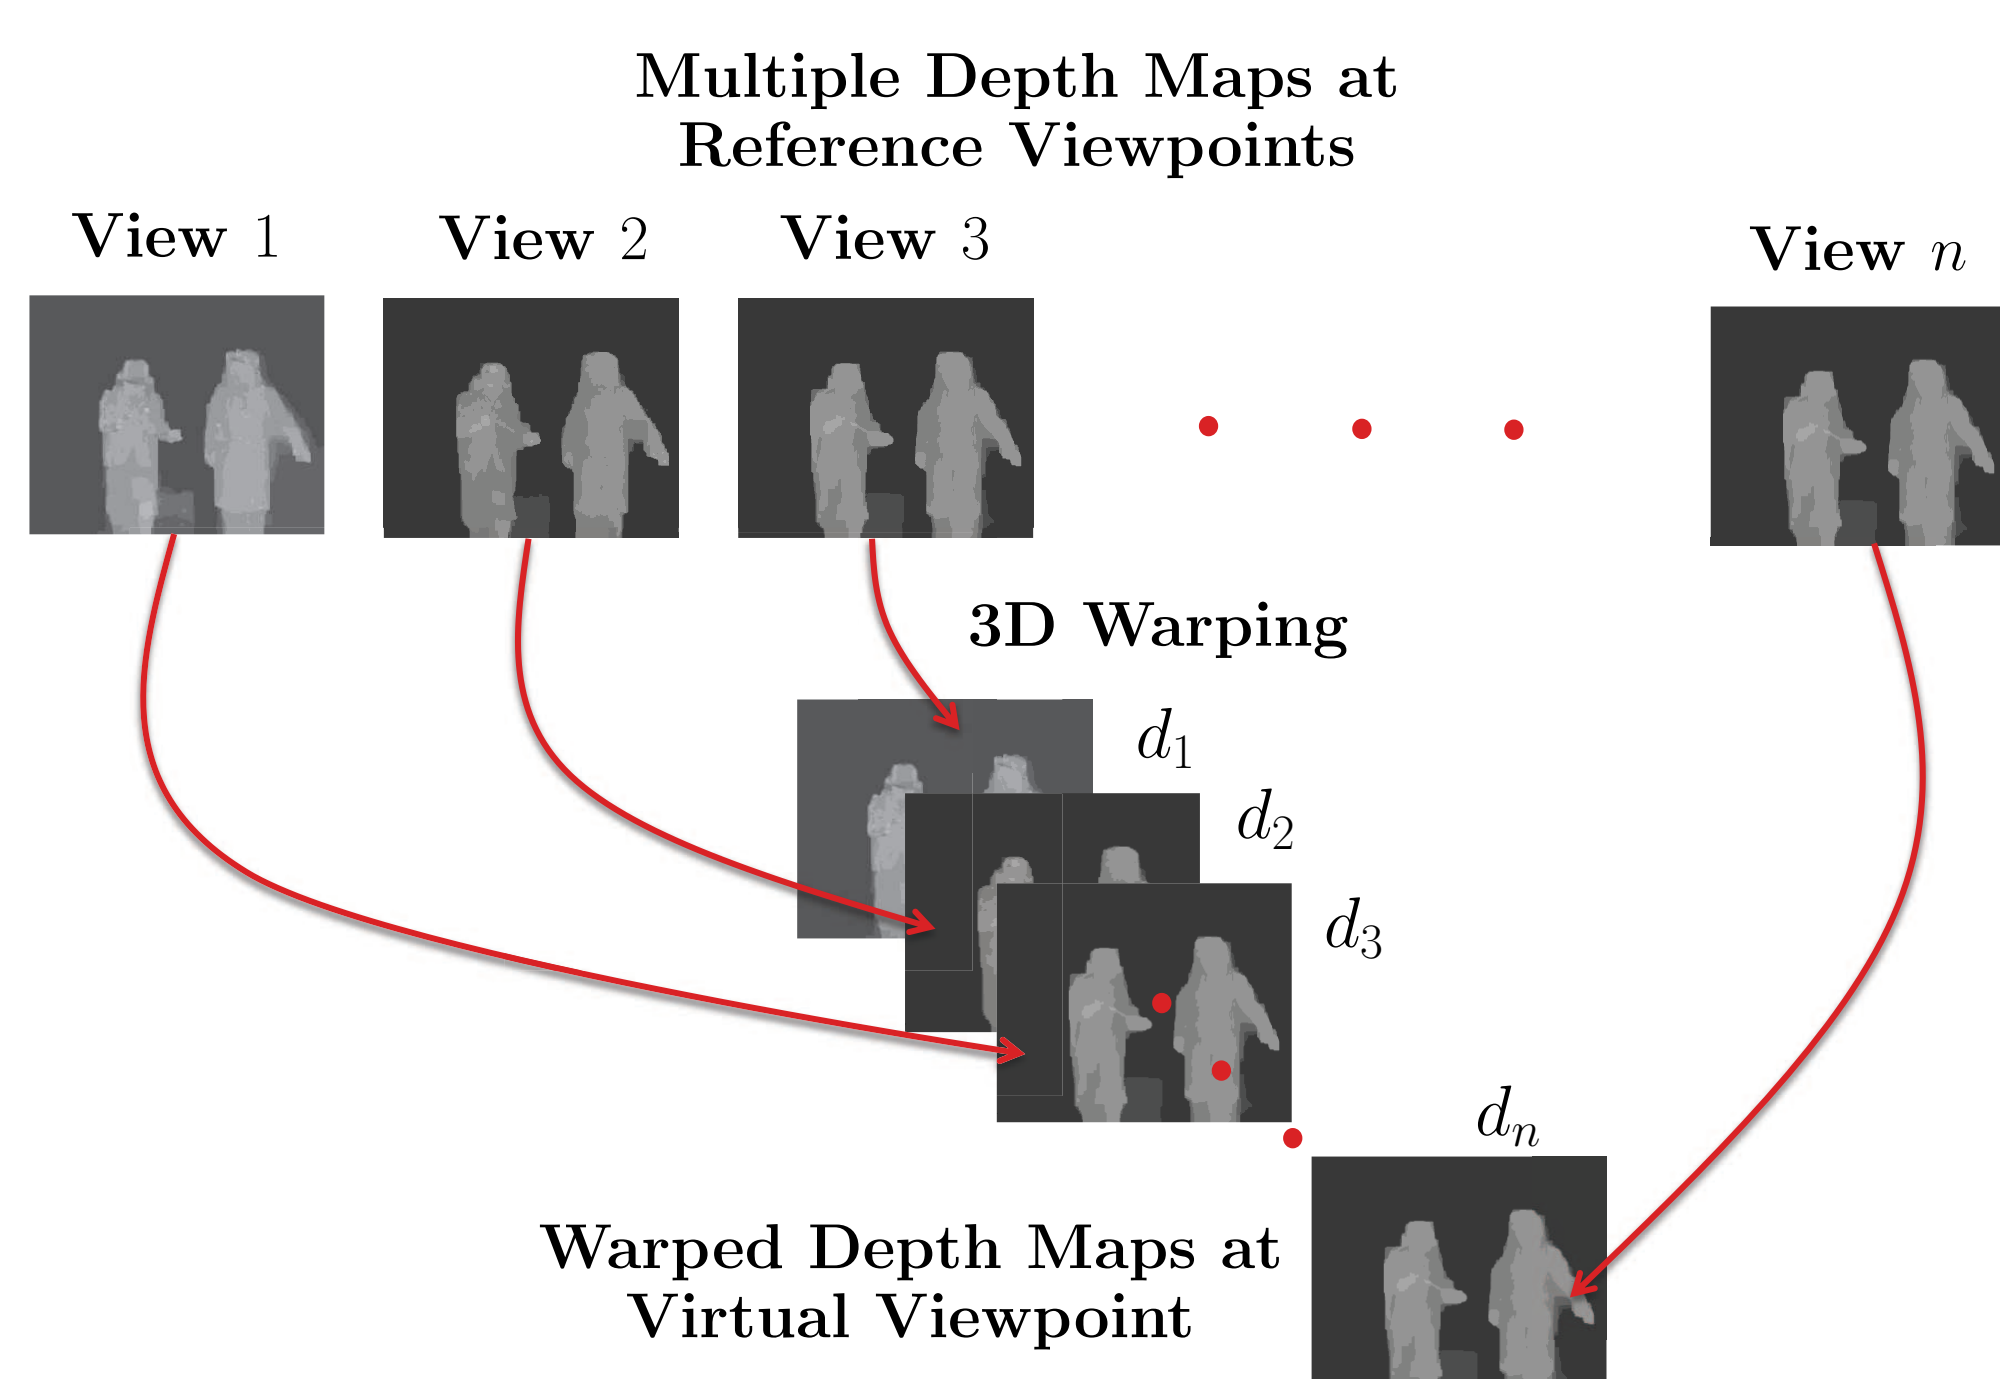 Multiple Depth Maps at
Reference Viewpoints
View 1
View 2
View 3
View n
3D Warping
d₁
d₂
d₃
dₙ
Warped Depth Maps at
Virtual Viewpoint